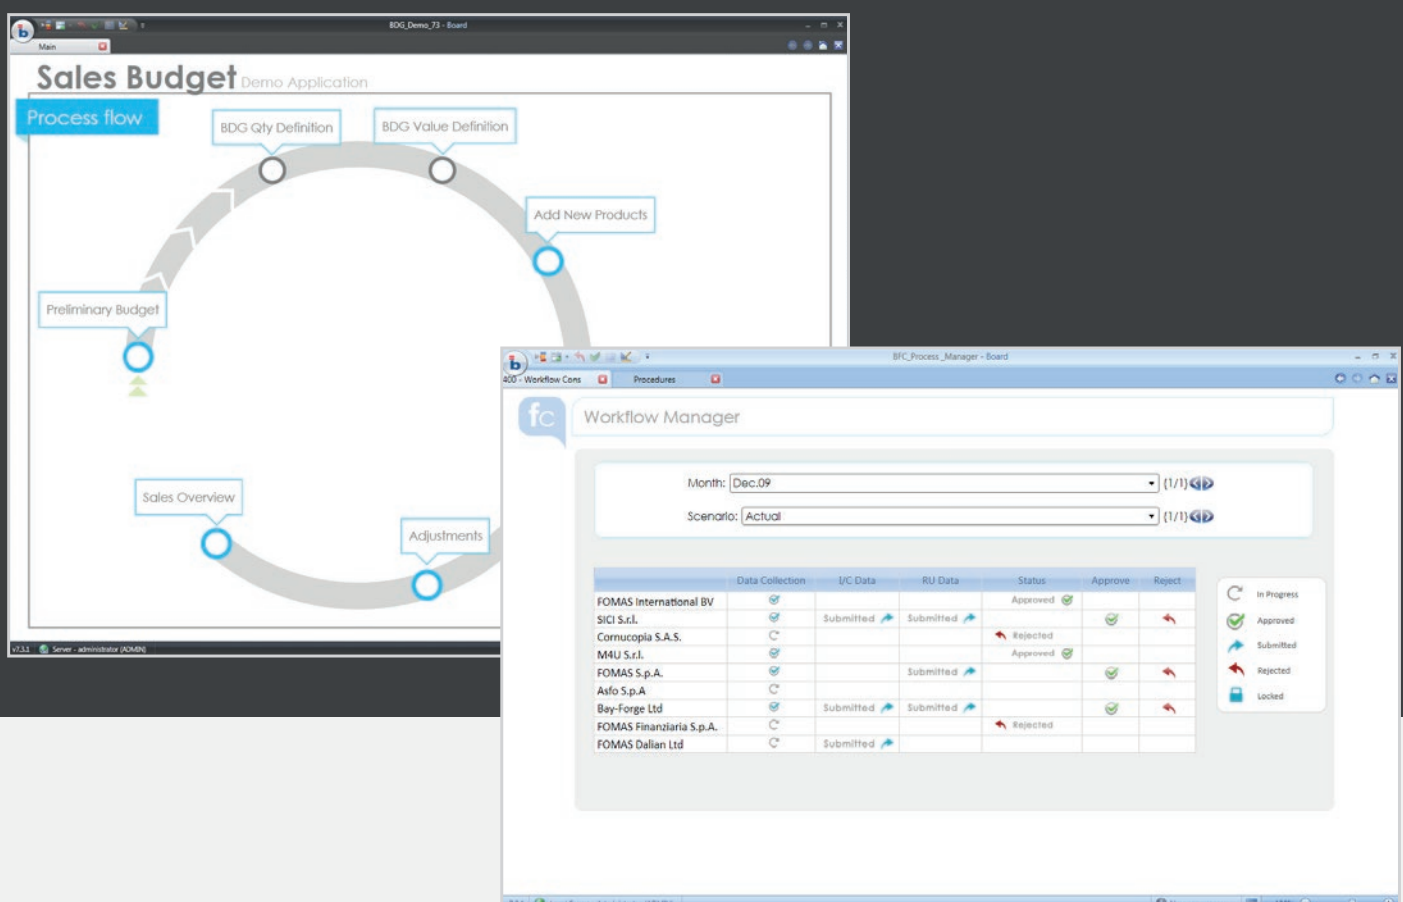 BDG_Demo_73 - Board
Main
Sales Budget Demo Application
Process flow
BDG Qty Definition
BDG Value Definition
Add New Products
Preliminary Budget
Sales Overview
Adjustments
v7.3.1 Server - administrator (ADMIN)
BFC_Process_Manager - Board
400 - Workflow Cons Procedures
fc Workflow Manager
Month: Dec.09 (1/1)
Scenario: Actual (1/1)
Data Collection I/C Data RU Data Status Approve Reject
FOMAS International BV Approved
SICI S.r.l. Submitted Submitted
Cornucopia S.A.S. Rejected
M4U S.r.l. Approved
FOMAS S.p.A. Submitted
Asfo S.p.A
Bay-Forge Ltd Submitted Submitted
FOMAS Finanziaria S.p.A. Rejected
FOMAS Dalian Ltd Submitted
In Progress
Approved
Submitted
Rejected
Locked